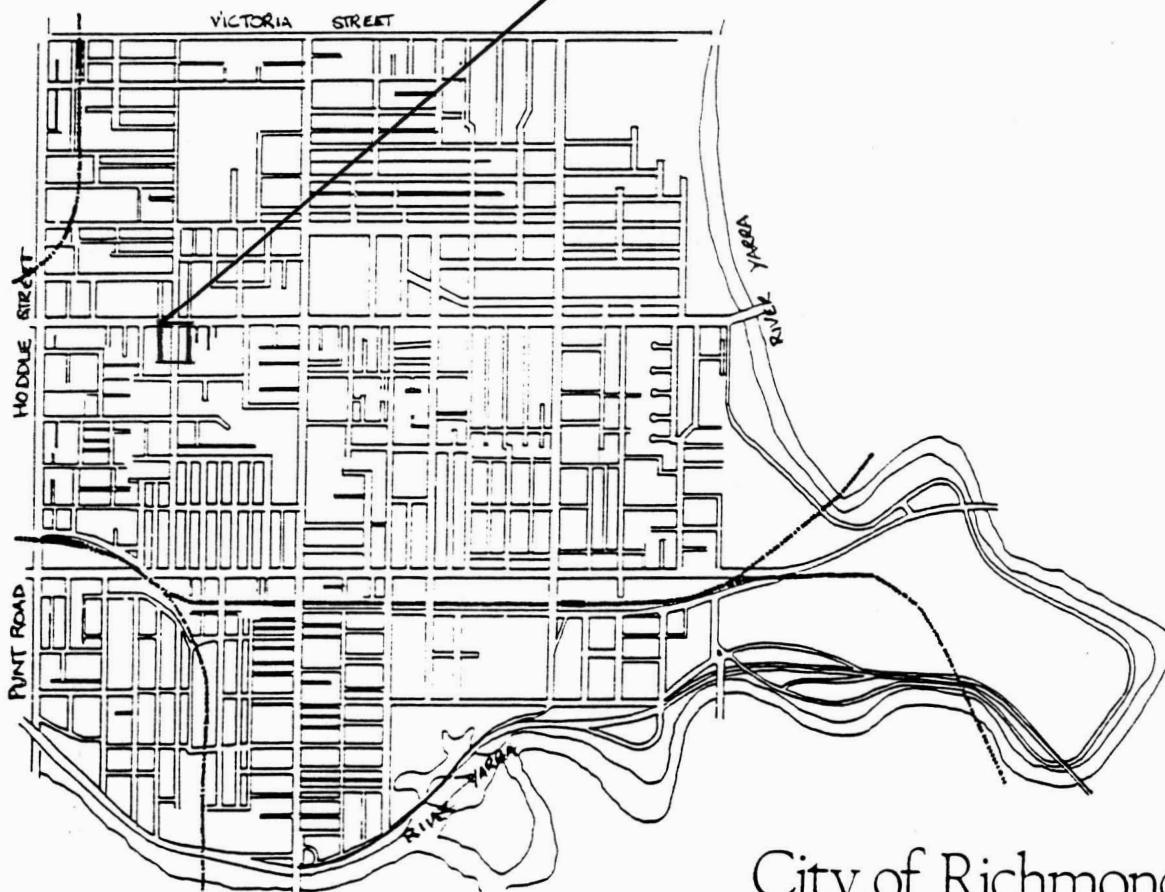 VICTORIA STREET
HODDLE STREET
RIVER YARRA
PUNT ROAD
RIVER YARRA
City of Richmond